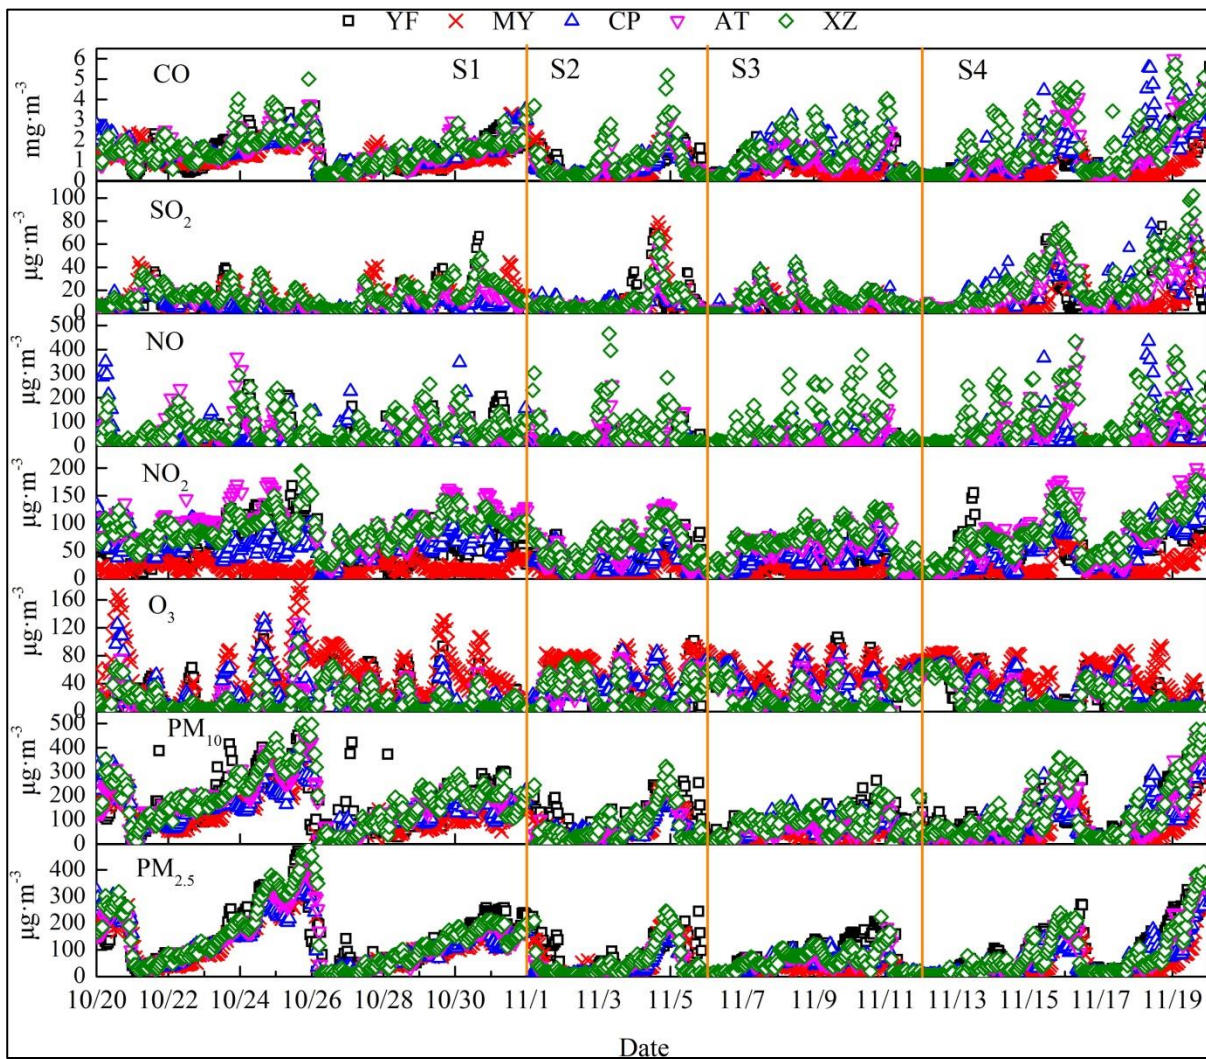 YF MY CP AT XZ
CO S1 S2 S3 S4
mg·m⁻³
6
5
4
3
2
1
0
SO₂
µg·m⁻³
100
80
60
40
20
0
NO
µg·m⁻³
500
400
300
200
100
0
NO₂
µg·m⁻³
200
150
100
50
0
O₃
µg·m⁻³
160
120
80
40
0
PM₁₀
µg·m⁻³
500
400
300
200
100
0
PM₂.₅
µg·m⁻³
400
300
200
100
0
10/20 10/22 10/24 10/26 10/28 10/30 11/1 11/3 11/5 11/7 11/9 11/11 11/13 11/15 11/17 11/19
Date